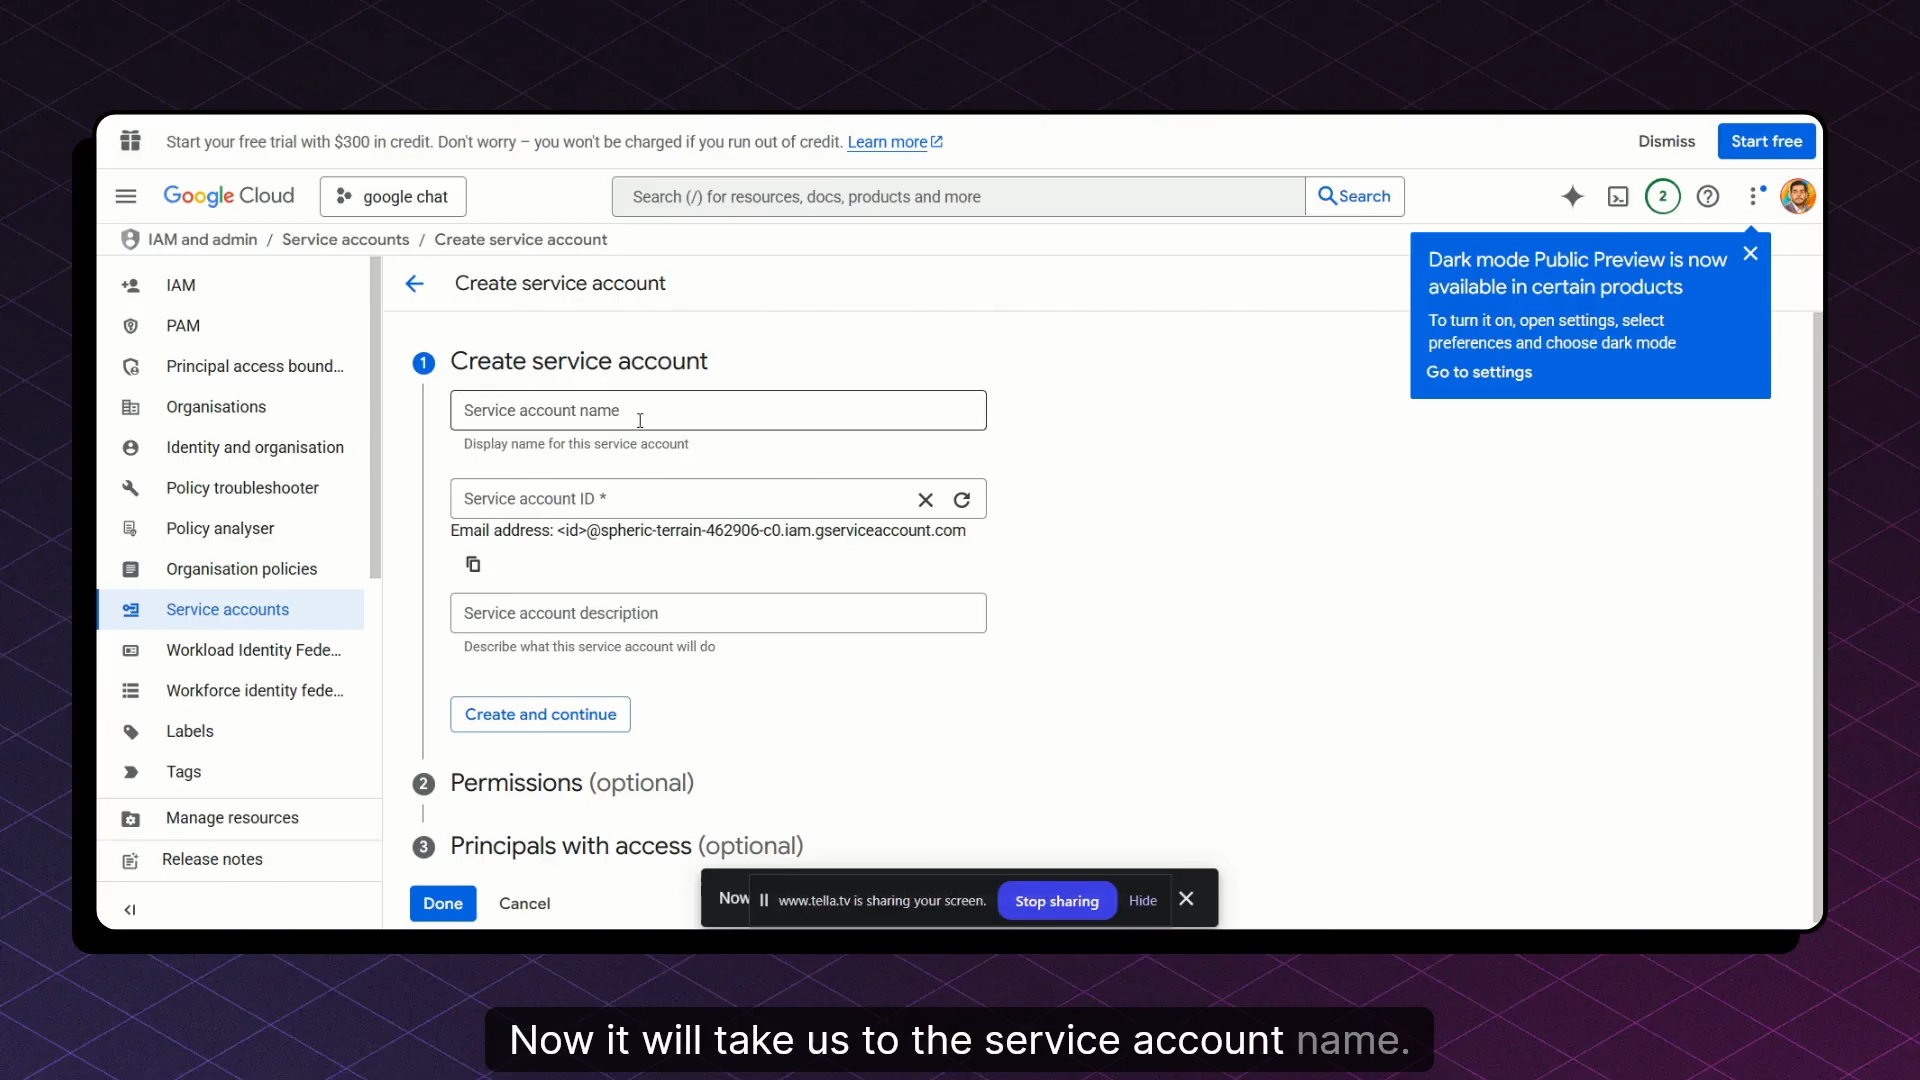 Start your free trial with $300 in credit. Don't worry – you won't be charged if you run out of credit. Learn more
Dismiss
Start free
Google Cloud
google chat
Search (/) for resources, docs, products and more
Search
2
IAM and admin / Service accounts / Create service account
IAM
PAM
Principal access bound...
Organisations
Identity and organisation
Policy troubleshooter
Policy analyser
Organisation policies
Service accounts
Workload Identity Fede...
Workforce identity fede...
Labels
Tags
Manage resources
Release notes
Create service account
1 Create service account
Service account name
Display name for this service account
Service account ID *
Email address: <id>@spheric-terrain-462906-c0.iam.gserviceaccount.com
Service account description
Describe what this service account will do
Create and continue
2 Permissions (optional)
3 Principals with access (optional)
Done
Cancel
Dark mode Public Preview is now
available in certain products
To turn it on, open settings, select
preferences and choose dark mode
Go to settings
Now
www.tella.tv is sharing your screen.
Stop sharing
Hide
Now it will take us to the service account name.